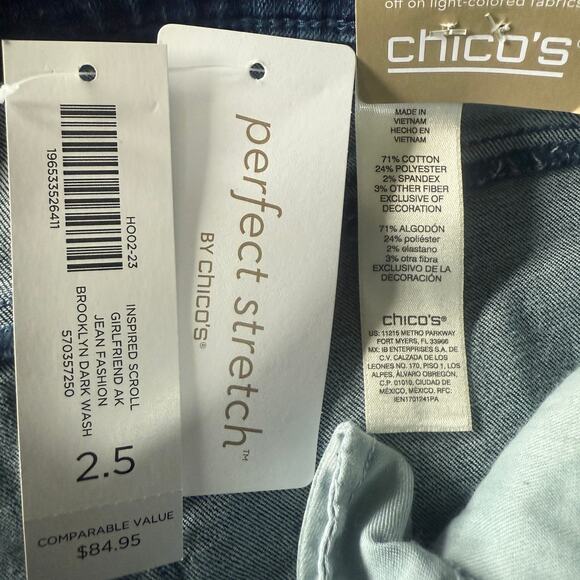 off on light-colored fabrics
chico's
196533526411
HO02-23
INSPIRED SCROLL
GIRLFRIEND AK
JEAN FASHION
BROOKLYN DARK WASH
570357250
2.5
COMPARABLE VALUE
$84.95
perfect stretch™
BY chico's®
MADE IN
VIETNAM
HECHO EN
VIETNAM
71% COTTON
24% POLYESTER
2% SPANDEX
3% OTHER FIBER
EXCLUSIVE OF
DECORATION
71% ALGODÓN
24% poliéster
2% elastano
3% otra fibra
EXCLUSIVO DE LA
DECORACIÓN
chico's®
US: 11215 METRO PARKWAY
FORT MYERS, FL 33966
MX: IB ENTERPRISES S.A. DE
C.V. CALZADA DE LOS
LEONES NO. 170, PISO 1, LOS
ALPES, ÁLVARO OBREGÓN,
C.P. 01010, CIUDAD DE
MÉXICO, MÉXICO, RFC:
IEN1701241PA